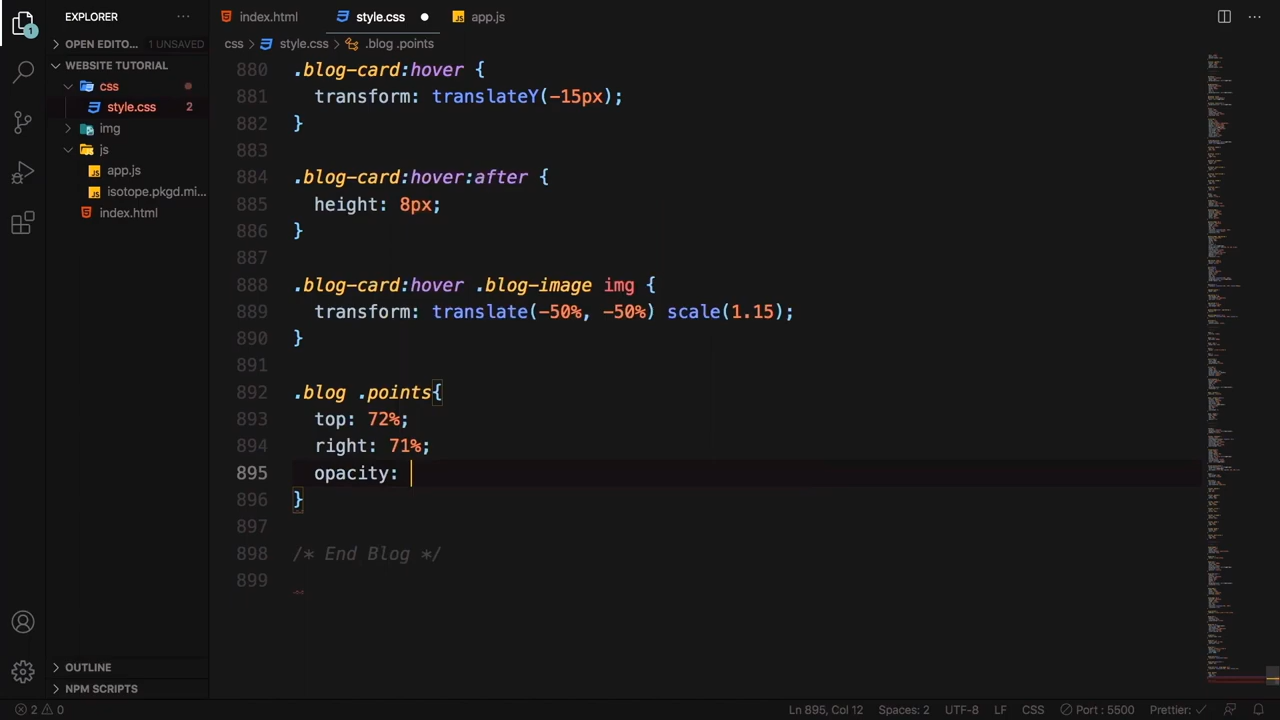 EXPLORER
index.html
style.css
app.js
1
OPEN EDITO... 1 UNSAVED
css > style.css > .blog .points
WEBSITE TUTORIAL
css
style.css 2
img
js
app.js
isotope.pkgd.mi...
index.html
880 .blog-card:hover {
881 transform: translateY(-15px);
882 }
883
884 .blog-card:hover:after {
885 height: 8px;
886 }
887
888 .blog-card:hover .blog-image img {
889 transform: translate(-50%, -50%) scale(1.15);
890 }
891
892 .blog .points{
893 top: 72%;
894 right: 71%;
895 opacity:
896 }
897
898 /* End Blog */
899
OUTLINE
NPM SCRIPTS
2 0 Ln 895, Col 12 Spaces: 2 UTF-8 LF CSS Port : 5500 Prettier: ✓